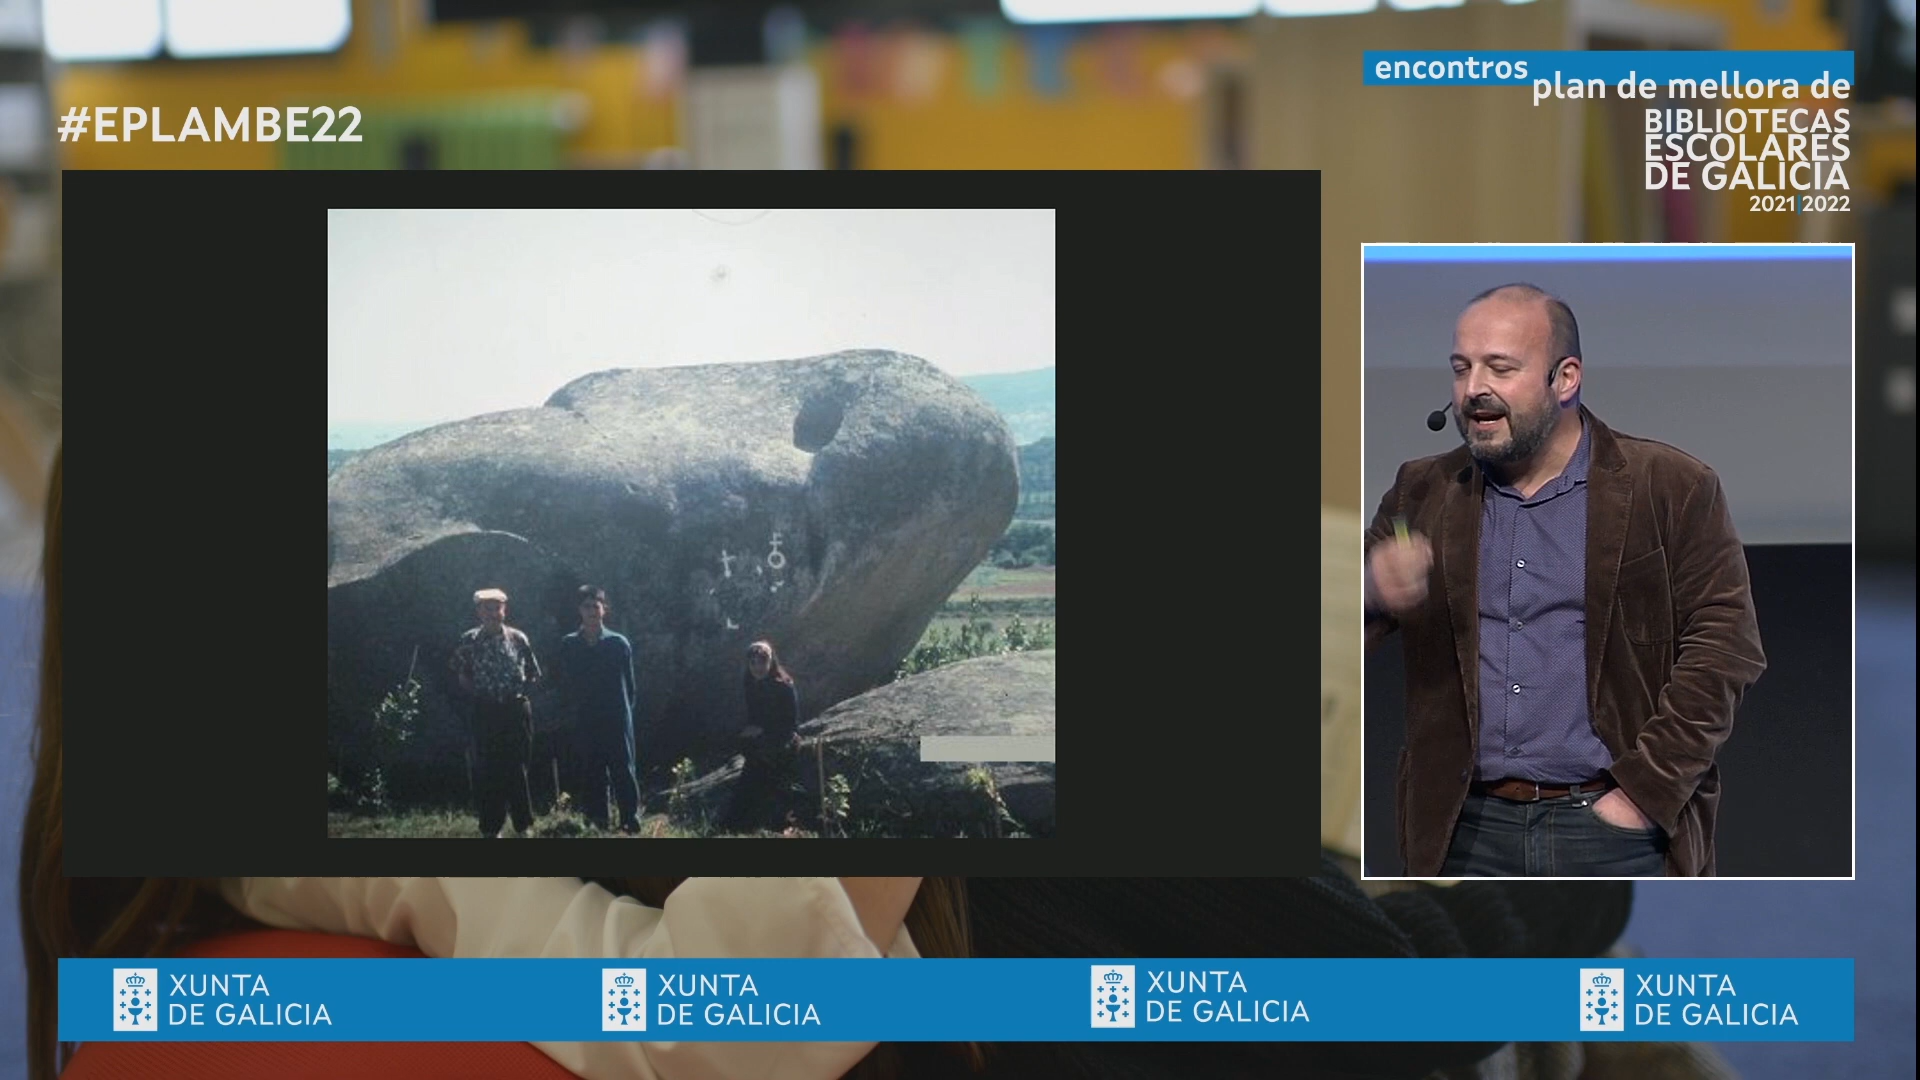 #EPLAMBE22
encontros
plan de mellora de
BIBLIOTECAS
ESCOLARES
DE GALICIA
2021|2022
XUNTA
DE GALICIA
XUNTA
DE GALICIA
XUNTA
DE GALICIA
XUNTA
DE GALICIA